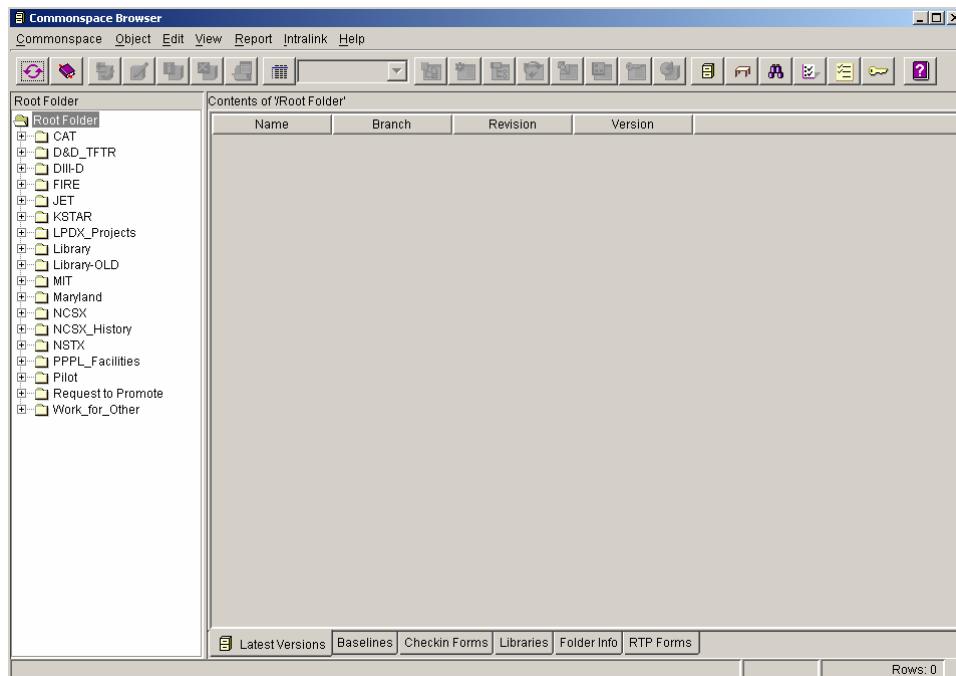 Commonspace Browser
Commonspace Object Edit View Report Intralink Help
Root Folder
Contents of '/Root Folder'
Root Folder
CAT
D&D_TFTR
DIII-D
FIRE
JET
KSTAR
LPDX_Projects
Library
Library-OLD
MIT
Maryland
NCSX
NCSX_History
NSTX
PPPL_Facilities
Pilot
Request to Promote
Work_for_Other
Name Branch Revision Version
Latest Versions Baselines Checkin Forms Libraries Folder Info RTP Forms
Rows: 0